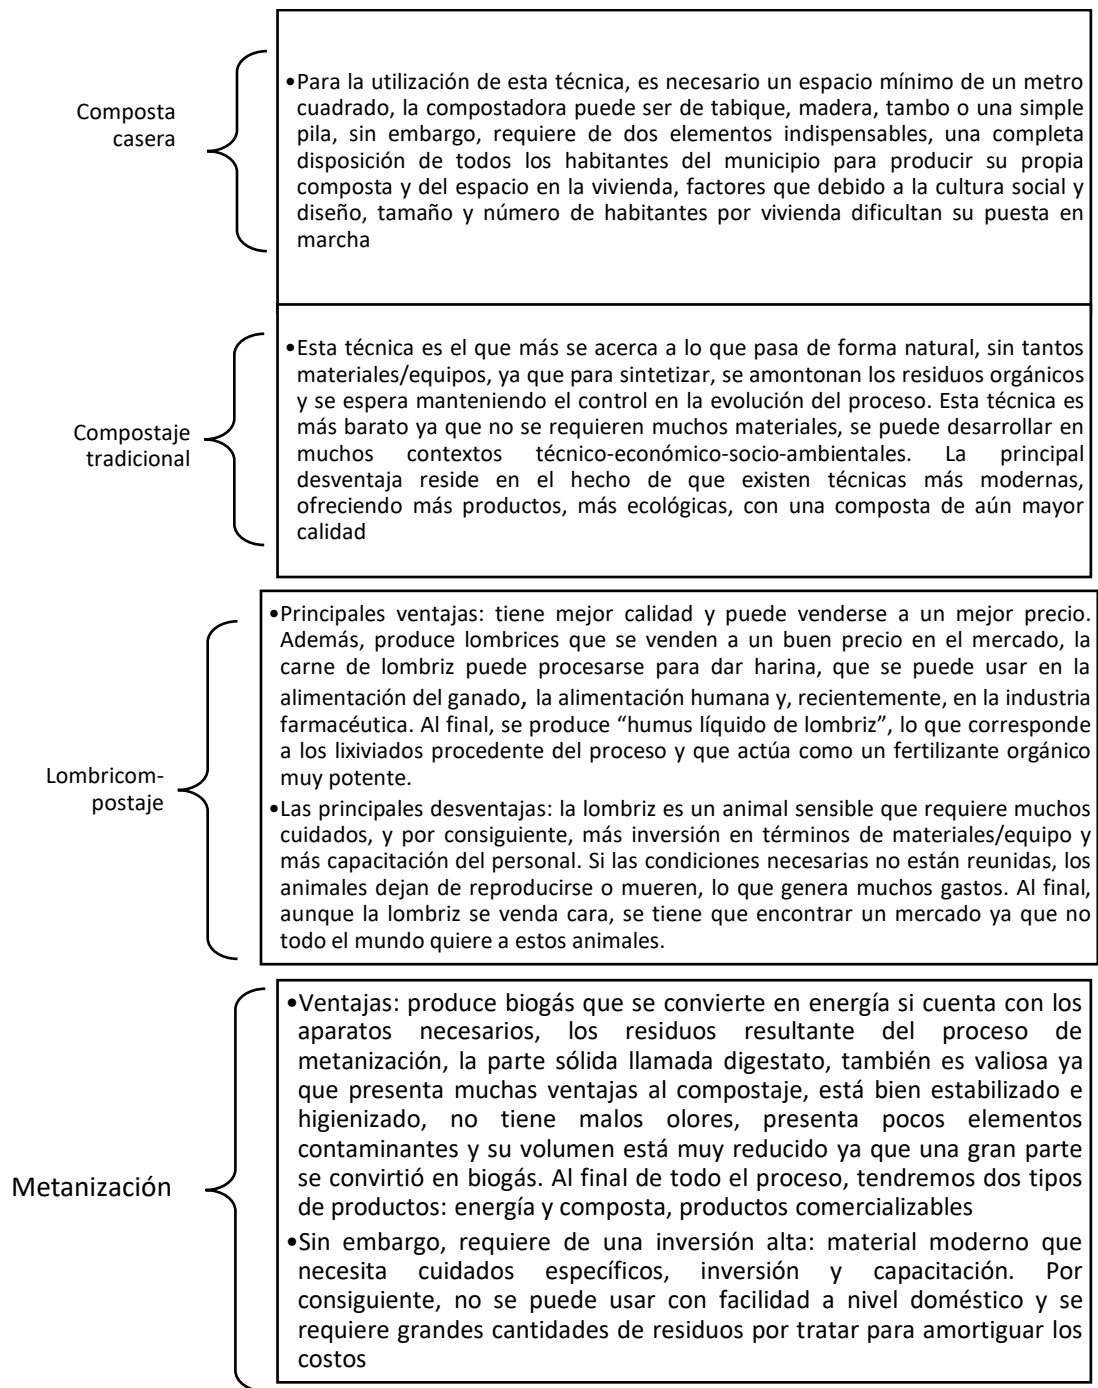 Composta
casera
•Para la utilización de esta técnica, es necesario un espacio mínimo de un metro
cuadrado, la compostadora puede ser de tabique, madera, tambo o una simple
pila, sin embargo, requiere de dos elementos indispensables, una completa
disposición de todos los habitantes del municipio para producir su propia
composta y del espacio en la vivienda, factores que debido a la cultura social y
diseño, tamaño y número de habitantes por vivienda dificultan su puesta en
marcha
Compostaje
tradicional
•Esta técnica es el que más se acerca a lo que pasa de forma natural, sin tantos
materiales/equipos, ya que para sintetizar, se amontonan los residuos orgánicos
y se espera manteniendo el control en la evolución del proceso. Esta técnica es
más barato ya que no se requieren muchos materiales, se puede desarrollar en
muchos contextos técnico-económico-socio-ambientales. La principal
desventaja reside en el hecho de que existen técnicas más modernas,
ofreciendo más productos, más ecológicas, con una composta de aún mayor
calidad
Lombricom-
postaje
•Principales ventajas: tiene mejor calidad y puede venderse a un mejor precio.
Además, produce lombrices que se venden a un buen precio en el mercado, la
carne de lombriz puede procesarse para dar harina, que se puede usar en la
alimentación del ganado, la alimentación humana y, recientemente, en la industria
farmacéutica. Al final, se produce “humus líquido de lombriz”, lo que corresponde
a los lixiviados procedente del proceso y que actúa como un fertilizante orgánico
muy potente.
•Las principales desventajas: la lombriz es un animal sensible que requiere muchos
cuidados, y por consiguiente, más inversión en términos de materiales/equipo y
más capacitación del personal. Si las condiciones necesarias no están reunidas, los
animales dejan de reproducirse o mueren, lo que genera muchos gastos. Al final,
aunque la lombriz se venda cara, se tiene que encontrar un mercado ya que no
todo el mundo quiere a estos animales.
Metanización
•Ventajas: produce biogás que se convierte en energía si cuenta con los
aparatos necesarios, los residuos resultante del proceso de
metanización, la parte sólida llamada digestato, también es valiosa ya
que presenta muchas ventajas al compostaje, está bien estabilizado e
higienizado, no tiene malos olores, presenta pocos elementos
contaminantes y su volumen está muy reducido ya que una gran parte
se convirtió en biogás. Al final de todo el proceso, tendremos dos tipos
de productos: energía y composta, productos comercializables
•Sin embargo, requiere de una inversión alta: material moderno que
necesita cuidados específicos, inversión y capacitación. Por
consiguiente, no se puede usar con facilidad a nivel doméstico y se
requiere grandes cantidades de residuos por tratar para amortiguar los
costos